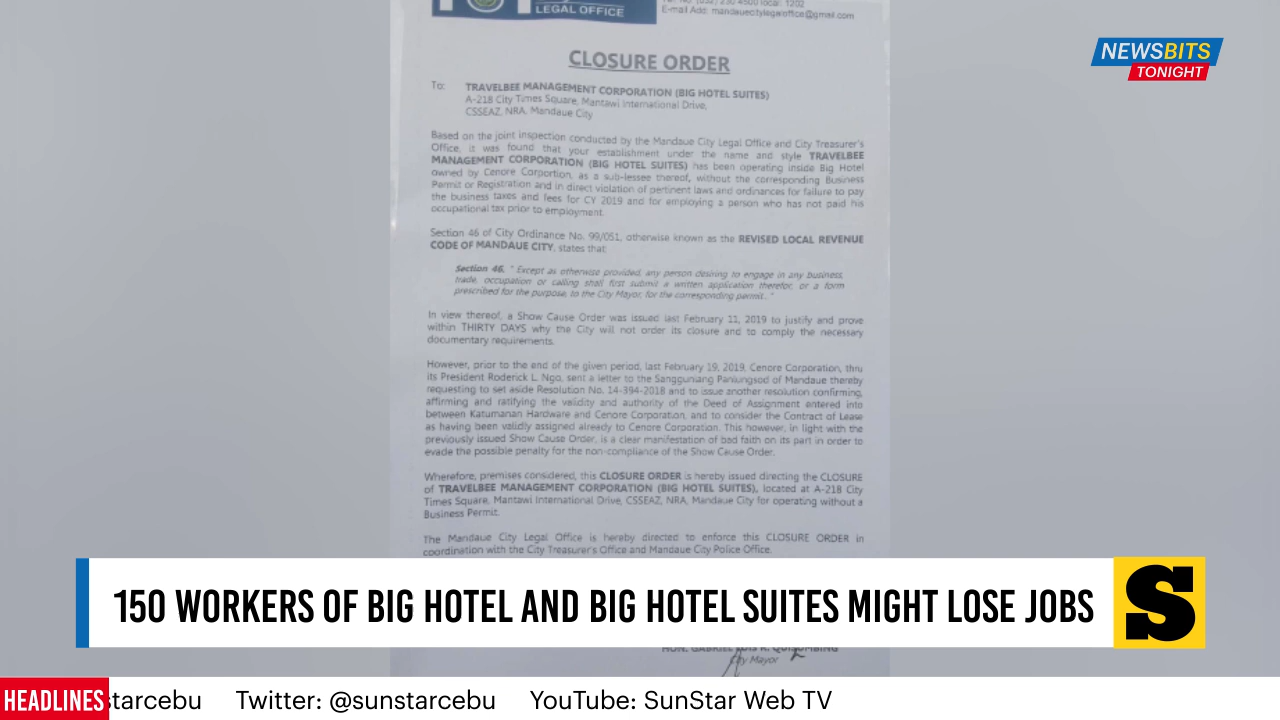 LEGAL OFFICE
E-mail Add: mandauecitylegaloffice@gmail.com
NEWSBITS
TONIGHT
CLOSURE ORDER
To: TRAVELBEE MANAGEMENT CORPORATION (BIG HOTEL SUITES)
A-218 City Times Square, Mantawi International Drive,
CSSEAZ, NRA, Mandaue City
Based on the joint inspection conducted by the Mandaue City Legal Office and City Treasurer's
Office, it was found that your establishment under the name and style TRAVELBEE
MANAGEMENT CORPORATION (BIG HOTEL SUITES) has been operating inside Big Hotel
owned by Cenore Corportion, as a sub-lessee thereof, without the corresponding Business
Permit or Registration and in direct violation of pertinent laws and ordinances for failure to pay
the business taxes and fees for CY 2019 and for employing a person who has not paid his
occupational tax prior to employment.
Section 46 of City Ordinance No. 99/051, otherwise known as the REVISED LOCAL REVENUE
CODE OF MANDAUE CITY, states that:
Section 46. " Except as otherwise provided, any person desiring to engage in any business,
trade, occupation or calling shall first submit a written application therefor, or a form
prescribed for the purpose, to the City Mayor, for the corresponding permit. "
In view thereof, a Show Cause Order was issued last February 11, 2019 to justify and prove
within THIRTY DAYS why the City will not order its closure and to comply the necessary
documentary requirements.
However, prior to the end of the given period, last February 19, 2019, Cenore Corporation, thru
its President Roderick L. Ngo, sent a letter to the Sangguniang Panlungsod of Mandaue thereby
requesting to set aside Resolution No. 14-394-2018 and to issue another resolution confirming,
affirming and ratifying the validity and authority of the Deed of Assignment entered into
between Katumanan Hardware and Cenore Corporation, and to consider the Contract of Lease
as having been validly assigned already to Cenore Corporation. This however, in light with the
previously issued Show Cause Order, is a clear manifestation of bad faith on its part in order to
evade the possible penalty for the non-compliance of the Show Cause Order.
Wherefore, premises considered, this CLOSURE ORDER is hereby issued directing the CLOSURE
of TRAVELBEE MANAGEMENT CORPORATION (BIG HOTEL SUITES), located at A-218 City
Times Square, Mantawi International Drive, CSSEAZ, NRA, Mandaue City for operating without a
Business Permit.
The Mandaue City Legal Office is hereby directed to enforce this CLOSURE ORDER in
coordination with the City Treasurer's Office and Mandaue City Police Office.
150 WORKERS OF BIG HOTEL AND BIG HOTEL SUITES MIGHT LOSE JOBS
S
City Mayor
HEADLINES starcebu Twitter: @sunstarcebu YouTube: SunStar Web TV